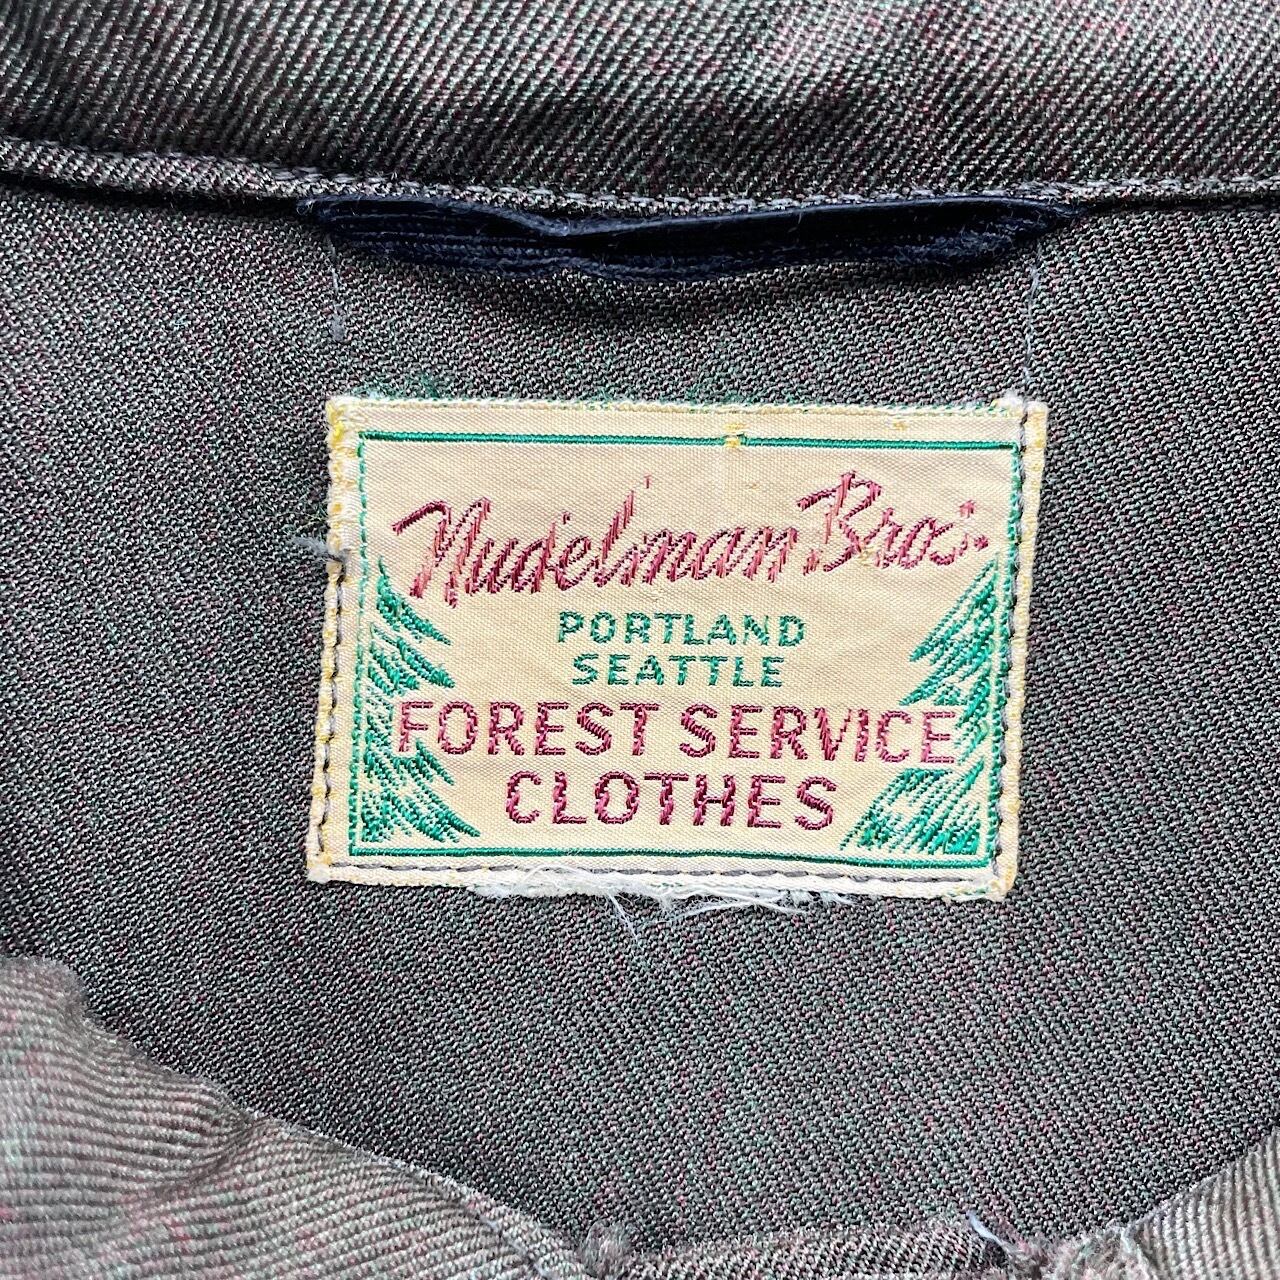 Nudelman Bros.
PORTLAND
SEATTLE
FOREST SERVICE
CLOTHES